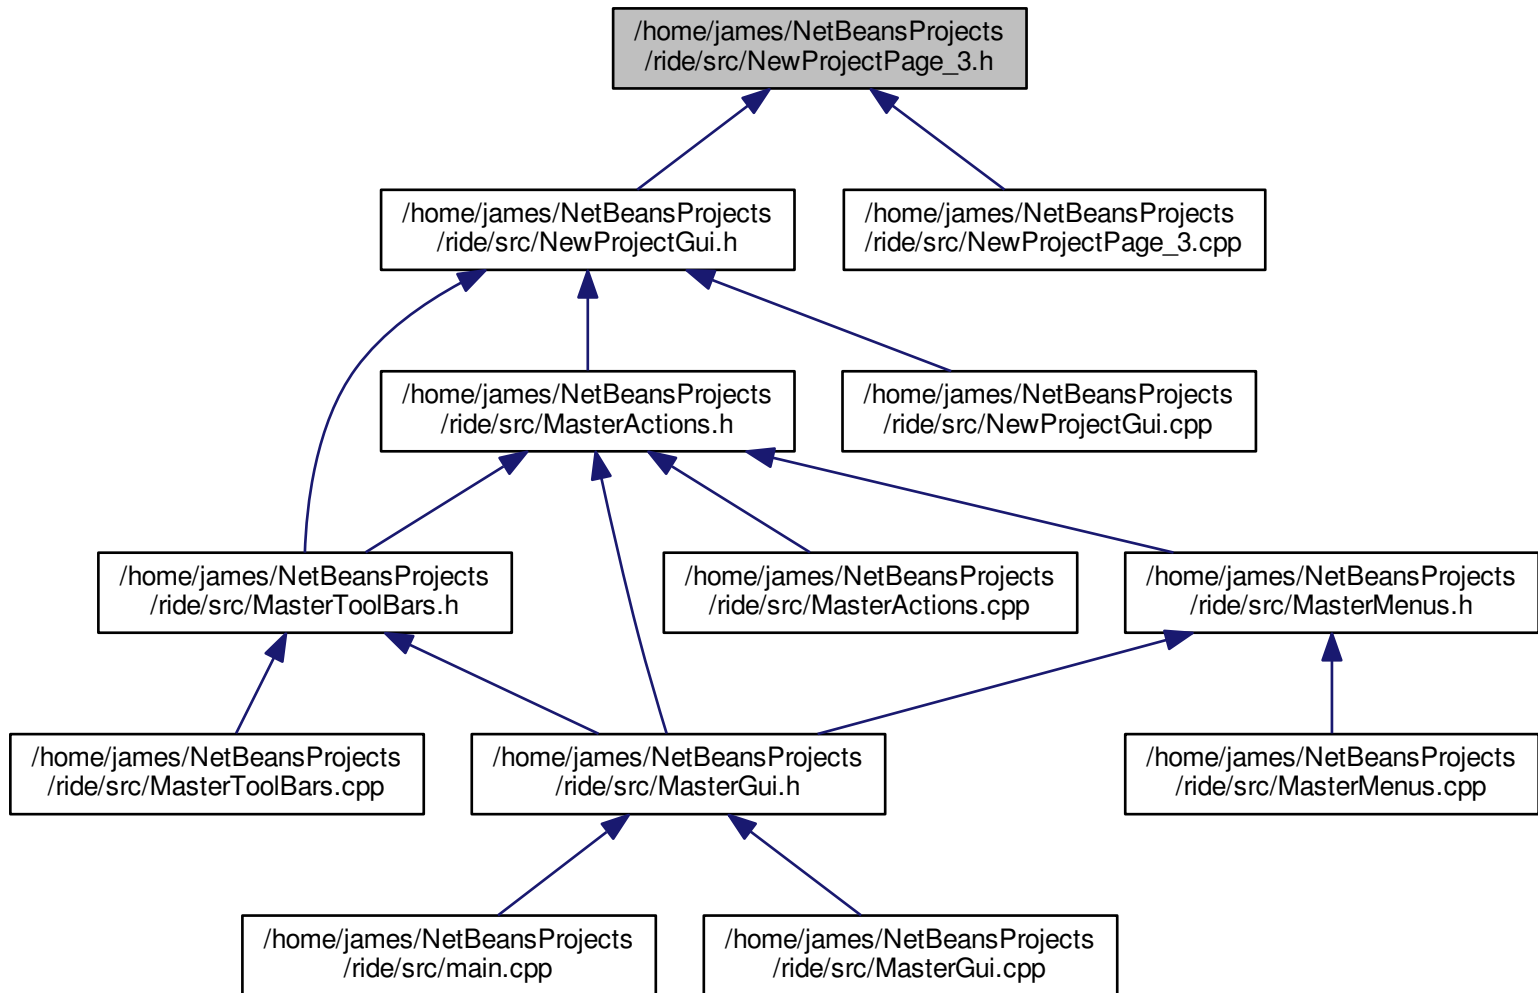 /home/james/NetBeansProjects
/ride/src/NewProjectPage_3.h
/home/james/NetBeansProjects
/ride/src/NewProjectGui.h
/home/james/NetBeansProjects
/ride/src/NewProjectPage_3.cpp
/home/james/NetBeansProjects
/ride/src/MasterActions.h
/home/james/NetBeansProjects
/ride/src/NewProjectGui.cpp
/home/james/NetBeansProjects
/ride/src/MasterToolBars.h
/home/james/NetBeansProjects
/ride/src/MasterActions.cpp
/home/james/NetBeansProjects
/ride/src/MasterMenus.h
/home/james/NetBeansProjects
/ride/src/MasterToolBars.cpp
/home/james/NetBeansProjects
/ride/src/MasterGui.h
/home/james/NetBeansProjects
/ride/src/MasterMenus.cpp
/home/james/NetBeansProjects
/ride/src/main.cpp
/home/james/NetBeansProjects
/ride/src/MasterGui.cpp